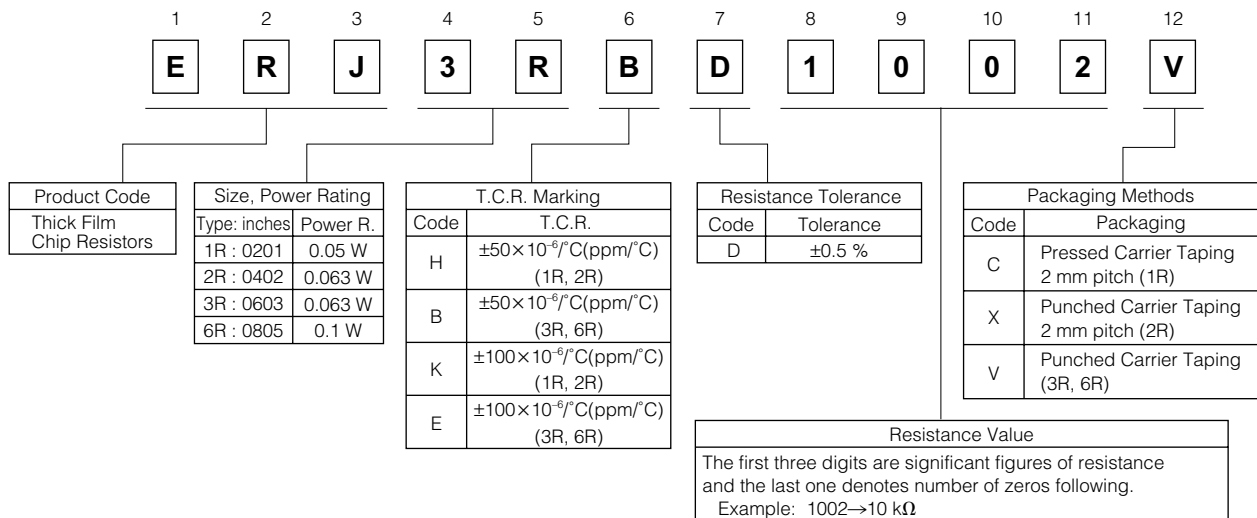 1 2 3 4 5 6 7 8 9 10 11 12
E R J 3 R B D 1 0 0 2 V
Product Code
Thick Film
Chip Resistors
Size, Power Rating
Type: inches Power R.
1R : 0201 0.05 W
2R : 0402 0.063 W
3R : 0603 0.063 W
6R : 0805 0.1 W
T.C.R. Marking
Code T.C.R.
H ±50×10⁻⁶/°C(ppm/°C)
(1R, 2R)
B ±50×10⁻⁶/°C(ppm/°C)
(3R, 6R)
K ±100×10⁻⁶/°C(ppm/°C)
(1R, 2R)
E ±100×10⁻⁶/°C(ppm/°C)
(3R, 6R)
Resistance Tolerance
Code Tolerance
D ±0.5 %
Packaging Methods
Code Packaging
C Pressed Carrier Taping
2 mm pitch (1R)
X Punched Carrier Taping
2 mm pitch (2R)
V Punched Carrier Taping
(3R, 6R)
Resistance Value
The first three digits are significant figures of resistance
and the last one denotes number of zeros following.
Example: 1002→10 kΩ